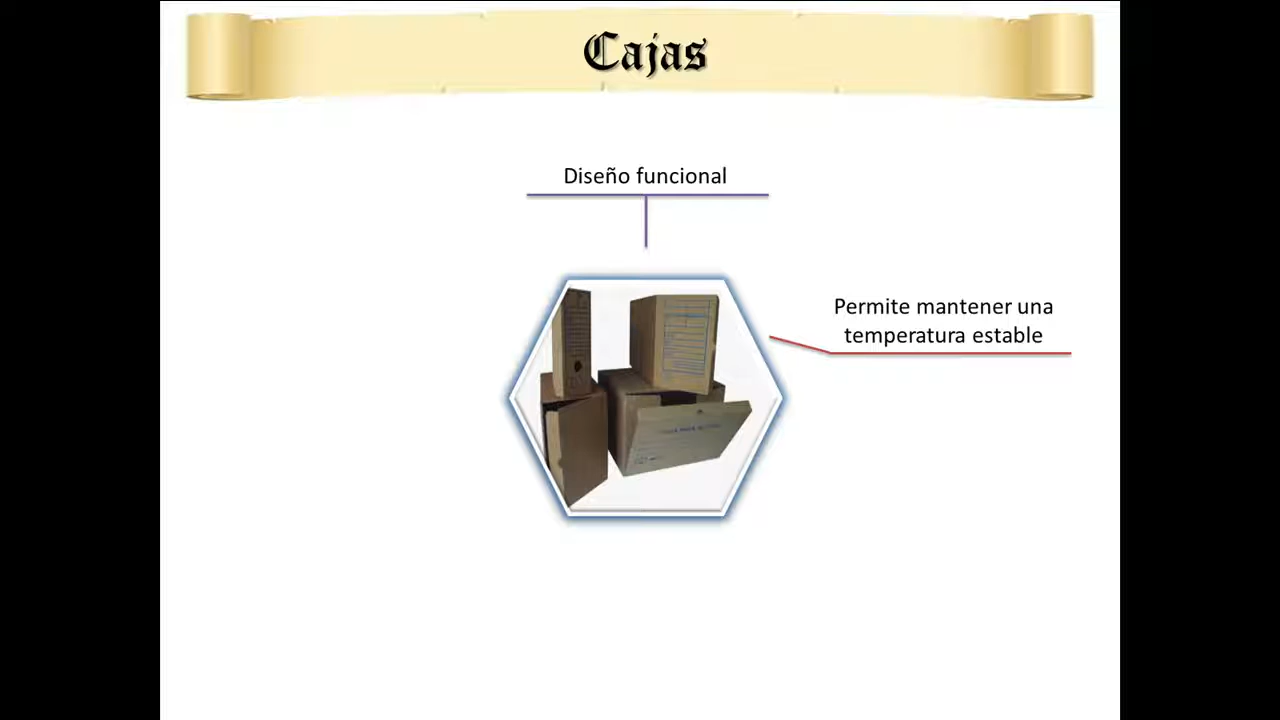 Cajas
Diseño funcional
Permite mantener una
temperatura estable